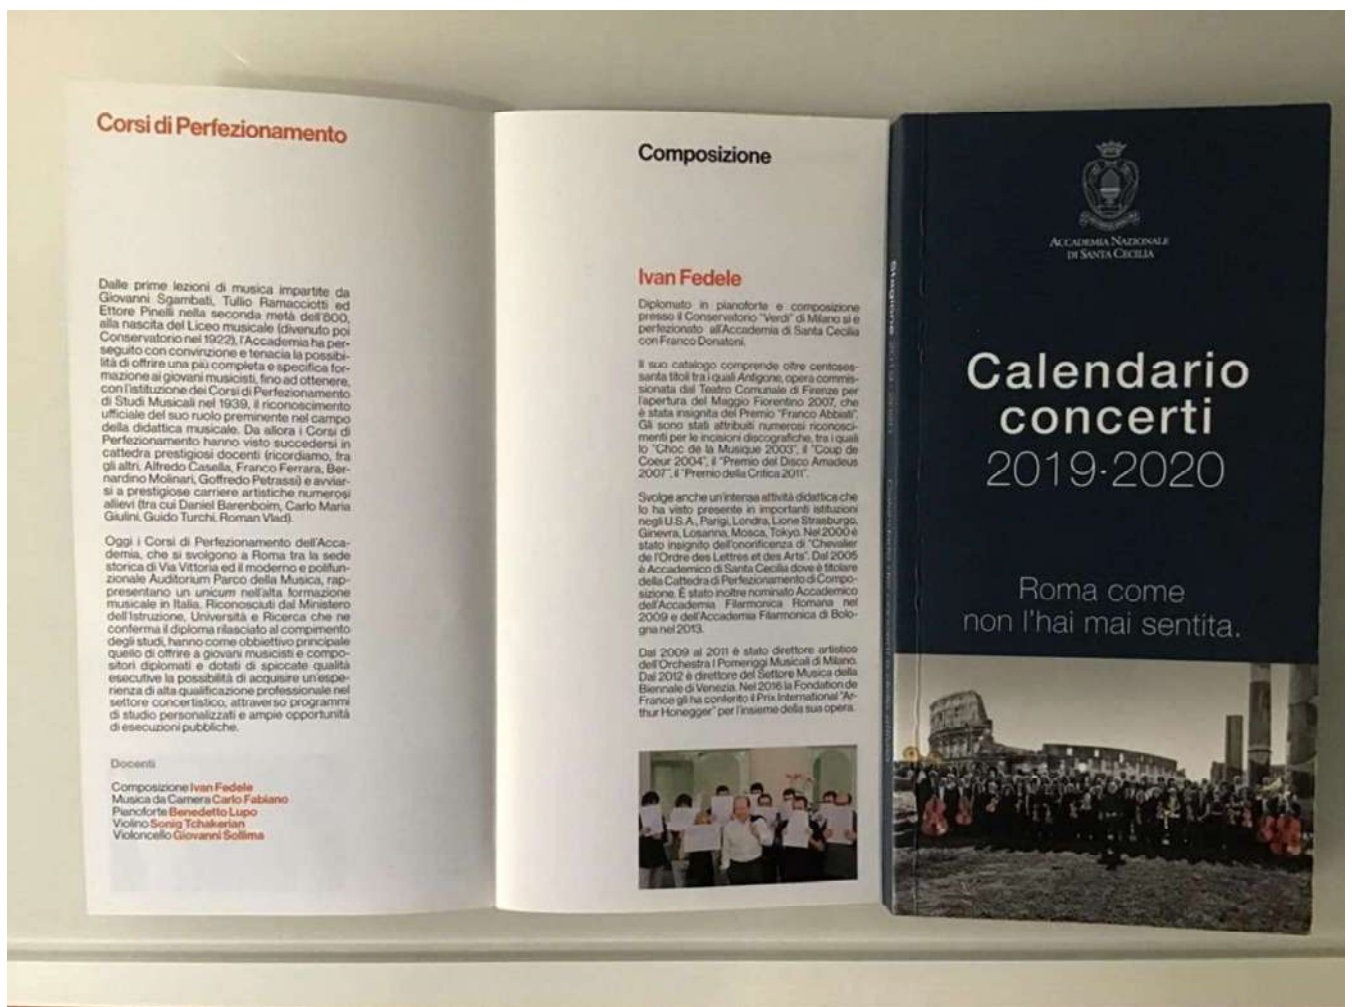 Corsi di Perfezionamento
Dalle prime lezioni di musica impartite da
Giovanni Sgambati, Tullio Ramacciotti ed
Ettore Pinelli nella seconda metà dell'800,
alla nascita del Liceo musicale (divenuto poi
Conservatorio nel 1922), l'Accademia ha per-
seguito con convinzione e tenacia la possibi-
lità di offrire una più completa e specifica for-
mazione ai giovani musicisti, fino ad ottenere,
con l'istituzione dei Corsi di Perfezionamento
di Studi Musicali nel 1939, il riconoscimento
ufficiale del suo ruolo preminente nel campo
della didattica musicale. Da allora i Corsi di
Perfezionamento hanno visto succedersi in
cattedra prestigiosi docenti (ricordiamo, fra
gli altri, Alfredo Casella, Franco Ferrara, Ber-
nardino Molinari, Goffredo Petrassi) e avviar-
si a prestigiose carriere artistiche numerosi
allievi (tra cui Daniel Barenboim, Carlo Maria
Giulini, Guido Turchi, Roman Vlad).
Oggi i Corsi di Perfezionamento dell'Acca-
demia, che si svolgono a Roma tra la sede
storica di Via Vittoria ed il moderno e polifun-
zionale Auditorium Parco della Musica, rap-
presentano un unicum nell'alta formazione
musicale in Italia. Riconosciuti dal Ministero
dell'Istruzione, Università e Ricerca che ne
conferma il diploma rilasciato al compimento
degli studi, hanno come obbiettivo principale
quello di offrire a giovani musicisti e compo-
sitori diplomati e dotati di spiccate qualità
esecutive la possibilità di acquisire un'espe-
rienza di alta qualificazione professionale nel
settore concertistico, attraverso programmi
di studio personalizzati e ampie opportunità
di esecuzioni pubbliche.
Docenti
Composizione Ivan Fedele
Musica da Camera Carlo Fabiano
Pianoforte Benedetto Lupo
Violino Sonig Tchakerian
Violoncello Giovanni Sollima
Composizione
Ivan Fedele
Diplomato in pianoforte e composizione
presso il Conservatorio "Verdi" di Milano si è
perfezionato all'Accademia di Santa Cecilia
con Franco Donatoni.
Il suo catalogo comprende oltre centoses-
santa titoli tra i quali Antigone, opera commis-
sionata dal Teatro Comunale di Firenze per
l'apertura del Maggio Fiorentino 2007, che
è stata insignita del Premio "Franco Abbiati".
Gli sono stati attribuiti numerosi riconosci-
menti per le incisioni discografiche, tra i quali
lo "Choc de la Musique 2003", il "Coup de
Coeur 2004", il "Premio del Disco Amadeus
2007", il "Premio della Critica 2011".
Svolge anche un'intensa attività didattica che
lo ha visto presente in importanti istituzioni
negli U.S.A., Parigi, Londra, Lione Strasburgo,
Ginevra, Losanna, Mosca, Tokyo. Nel 2000 è
stato insignito dell'onorificenza di "Chevalier
de l'Ordre des Lettres et des Arts". Dal 2005
è Accademico di Santa Cecilia dove è titolare
della Cattedra di Perfezionamento di Compo-
sizione. È stato inoltre nominato Accademico
dell'Accademia Filarmonica Romana nel
2009 e dell'Accademia Filarmonica di Bolo-
gna nel 2013.
Dal 2009 al 2011 è stato direttore artistico
dell'Orchestra I Pomeriggi Musicali di Milano.
Dal 2012 è direttore del Settore Musica della
Biennale di Venezia. Nel 2016 la Fondation de
France gli ha conferito il Prix International "Ar-
thur Honegger" per l'insieme della sua opera.
ACCADEMIA NAZIONALE
DI SANTA CECILIA
Calendario
concerti
2019-2020
Roma come
non l'hai mai sentita.
Stagione